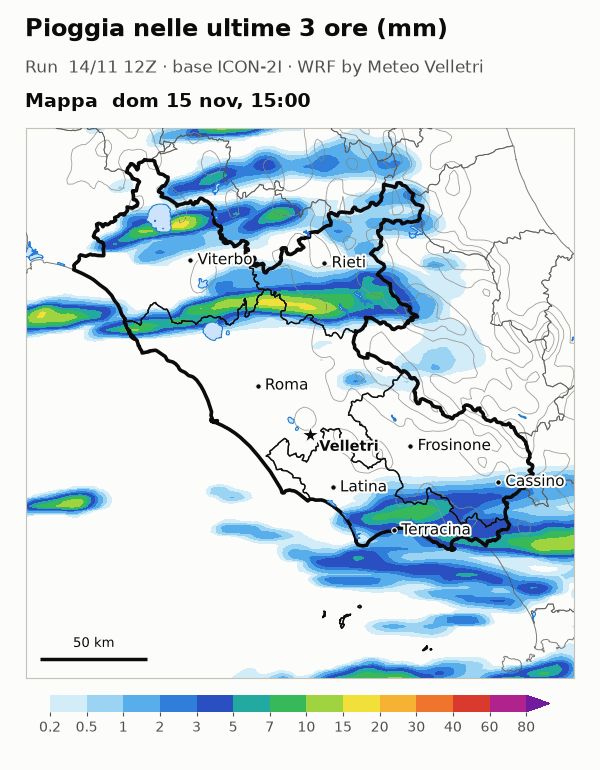 Pioggia nelle ultime 3 ore (mm)
Run 14/11 12Z · base ICON-2I · WRF by Meteo Velletri
Mappa dom 15 nov, 15:00
Viterbo
Rieti
Roma
Velletri
Frosinone
Latina
Cassino
Terracina
50 km
0.2 0.5 1 2 3 5 7 10 15 20 30 40 60 80